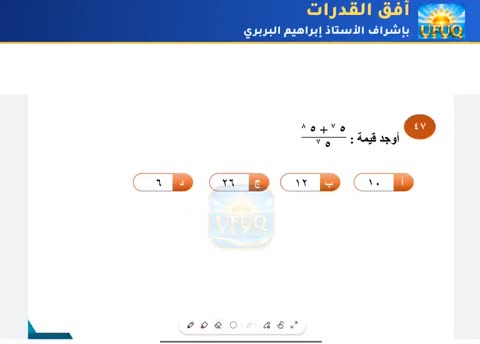 أفق القدرات
بإشراف الأستاذ إبراهيم البربري
UFUQ
٤٧
أوجد قيمة : (٥^٧ + ٥^٨) / ٥^٧
أ ١٠ ب ١٢ ج ٢٦ د ٦
UFUQ